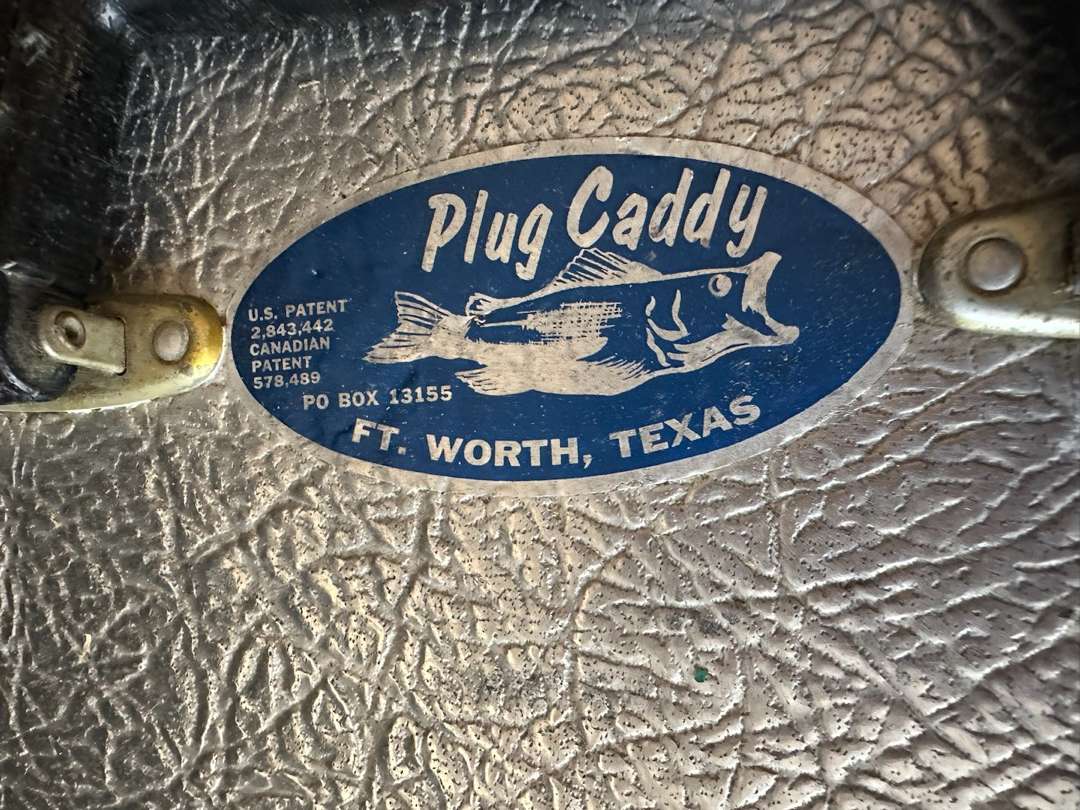 Plug Caddy
U.S. PATENT
2,843,442
CANADIAN
PATENT
578,489
PO BOX 13155
FT. WORTH, TEXAS